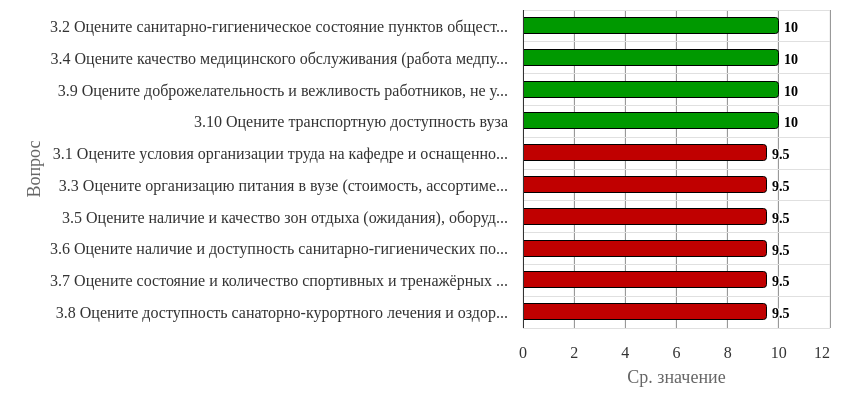 3.2 Оцените санитарно-гигиеническое состояние пунктов общест... 10
3.4 Оцените качество медицинского обслуживания (работа медпу... 10
3.9 Оцените доброжелательность и вежливость работников, не у... 10
3.10 Оцените транспортную доступность вуза 10
3.1 Оцените условия организации труда на кафедре и оснащенно... 9.5
3.3 Оцените организацию питания в вузе (стоимость, ассортиме... 9.5
3.5 Оцените наличие и качество зон отдыха (ожидания), оборуд... 9.5
3.6 Оцените наличие и доступность санитарно-гигиенических по... 9.5
3.7 Оцените состояние и количество спортивных и тренажёрных ... 9.5
3.8 Оцените доступность санаторно-курортного лечения и оздор... 9.5
Вопрос
0 2 4 6 8 10 12
Ср. значение